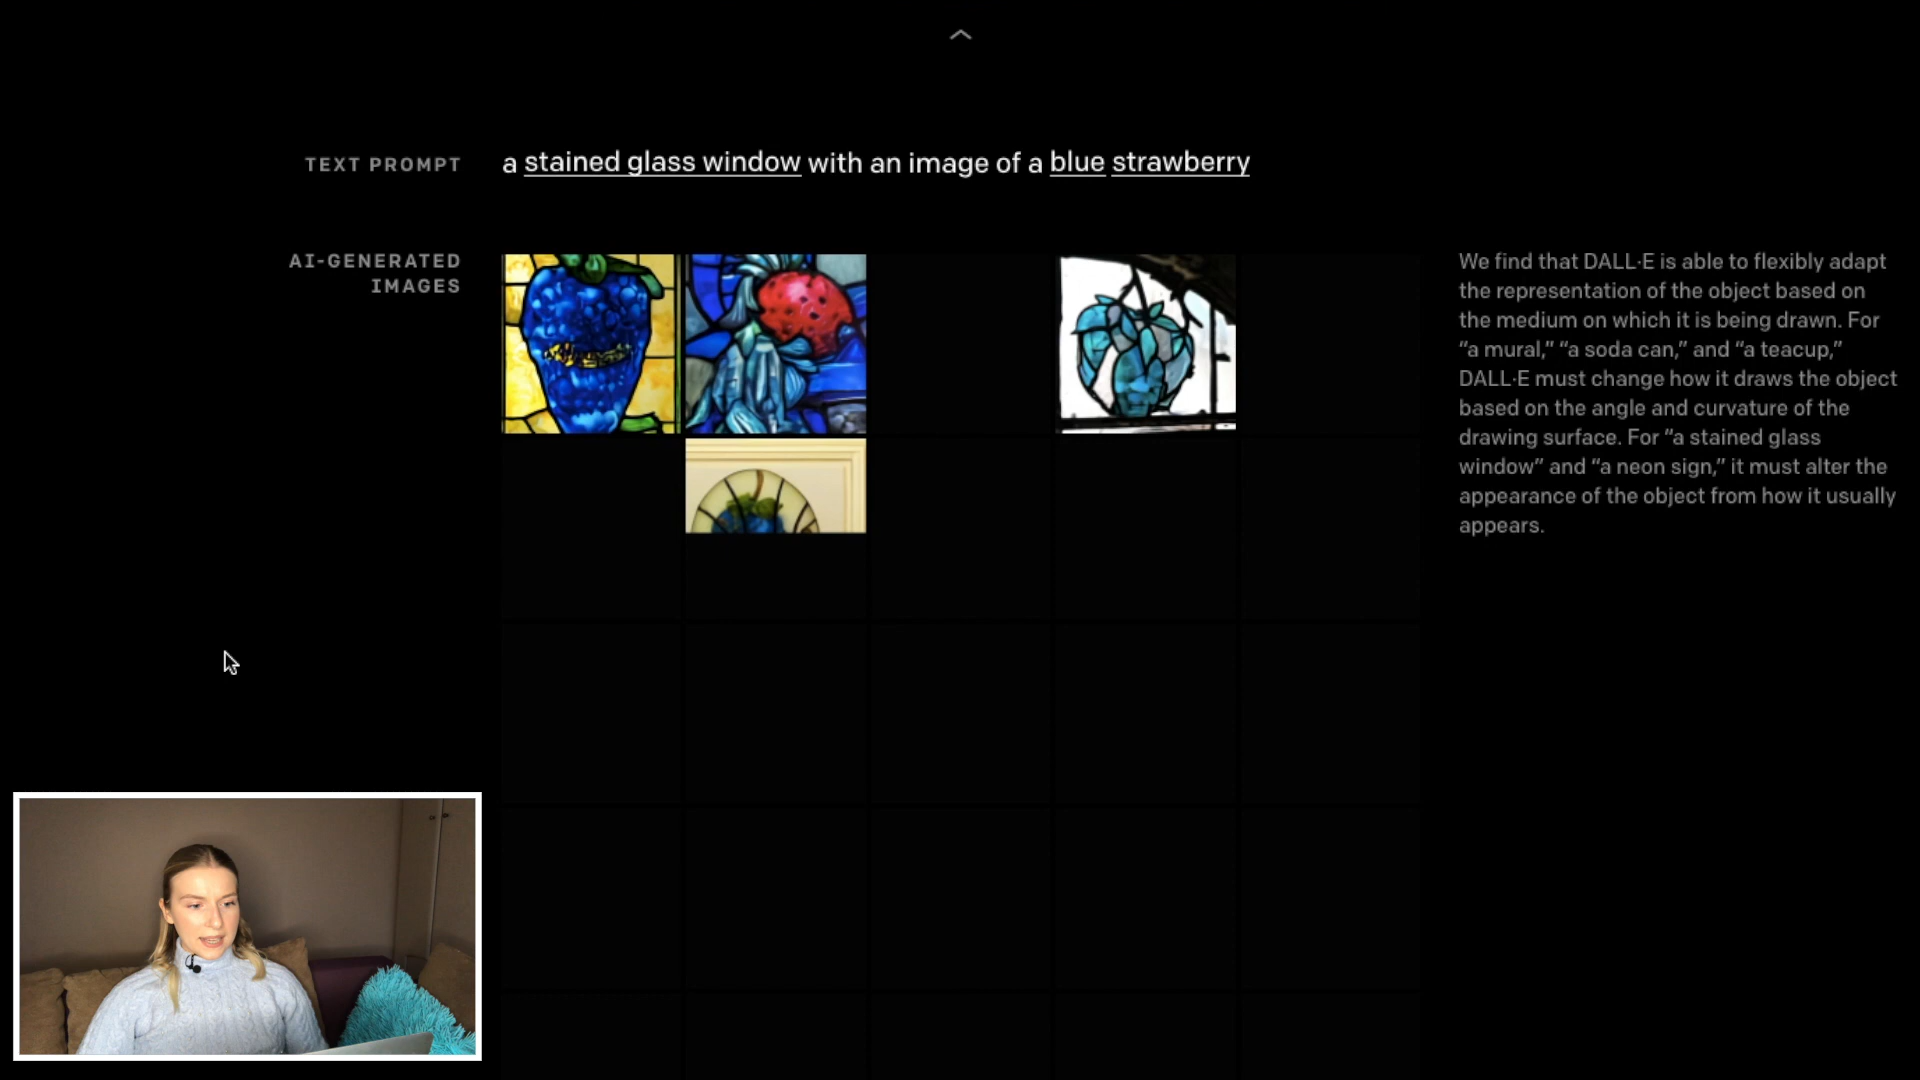 TEXT PROMPT
a stained glass window with an image of a blue strawberry
AI-GENERATED
IMAGES
We find that DALL·E is able to flexibly adapt
the representation of the object based on
the medium on which it is being drawn. For
“a mural,” “a soda can,” and “a teacup,”
DALL·E must change how it draws the object
based on the angle and curvature of the
drawing surface. For “a stained glass
window” and “a neon sign,” it must alter the
appearance of the object from how it usually
appears.